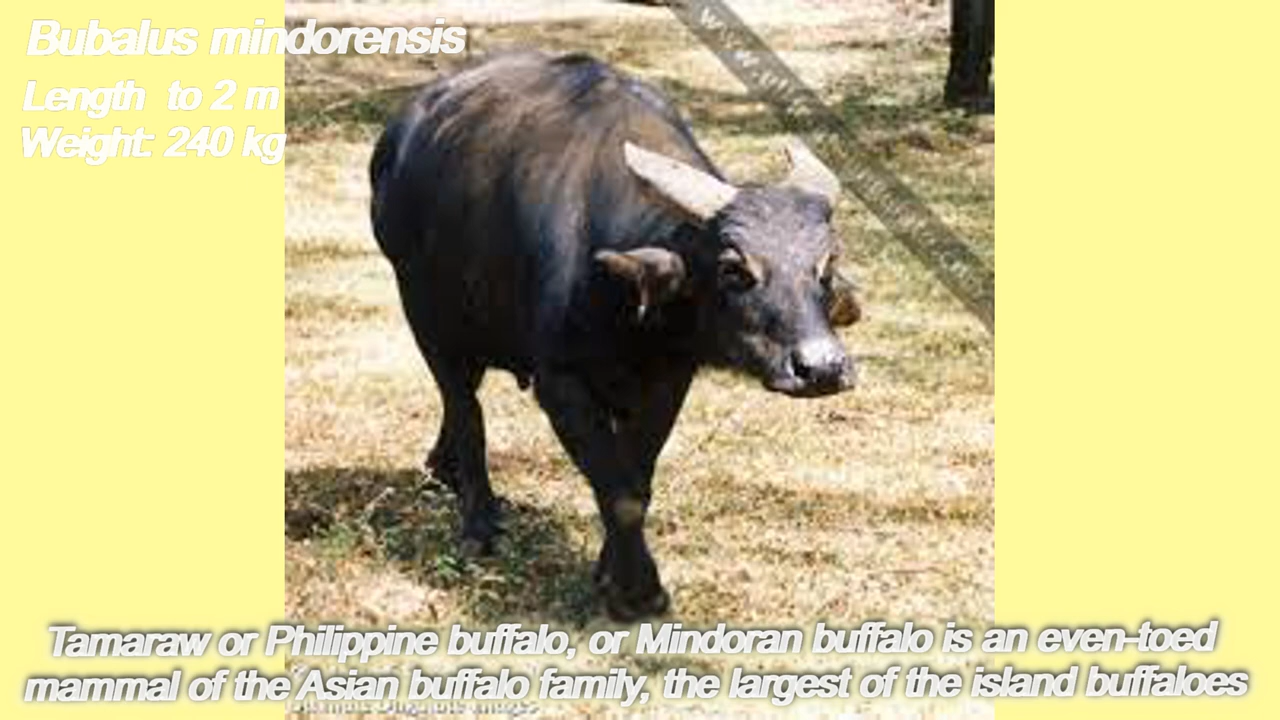 Bubalus mindorensis
Length to 2 m
Weight: 240 kg
Tamaraw or Philippine buffalo, or Mindoran buffalo is an even-toed
mammal of the Asian buffalo family, the largest of the island buffaloes